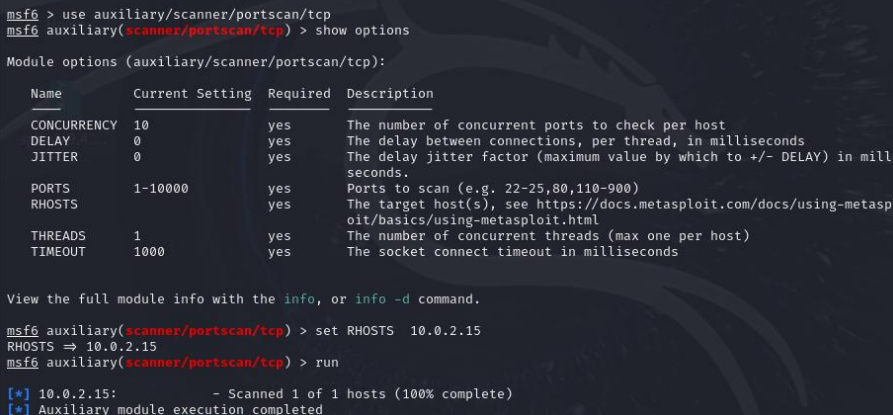 msf6 > use auxiliary/scanner/portscan/tcp
msf6 auxiliary(scanner/portscan/tcp) > show options
Module options (auxiliary/scanner/portscan/tcp):
Name Current Setting Required Description
CONCURRENCY 10 yes The number of concurrent ports to check per host
DELAY 0 yes The delay between connections, per thread, in milliseconds
JITTER 0 yes The delay jitter factor (maximum value by which to +/- DELAY) in mill
seconds.
PORTS 1-10000 yes Ports to scan (e.g. 22-25,80,110-900)
RHOSTS yes The target host(s), see https://docs.metasploit.com/docs/using-metasp
oit/basics/using-metasploit.html
THREADS 1 yes The number of concurrent threads (max one per host)
TIMEOUT 1000 yes The socket connect timeout in milliseconds
View the full module info with the info, or info -d command.
msf6 auxiliary(scanner/portscan/tcp) > set RHOSTS 10.0.2.15
RHOSTS ⇒ 10.0.2.15
msf6 auxiliary(scanner/portscan/tcp) > run
[*] 10.0.2.15: - Scanned 1 of 1 hosts (100% complete)
[*] Auxiliary module execution completed